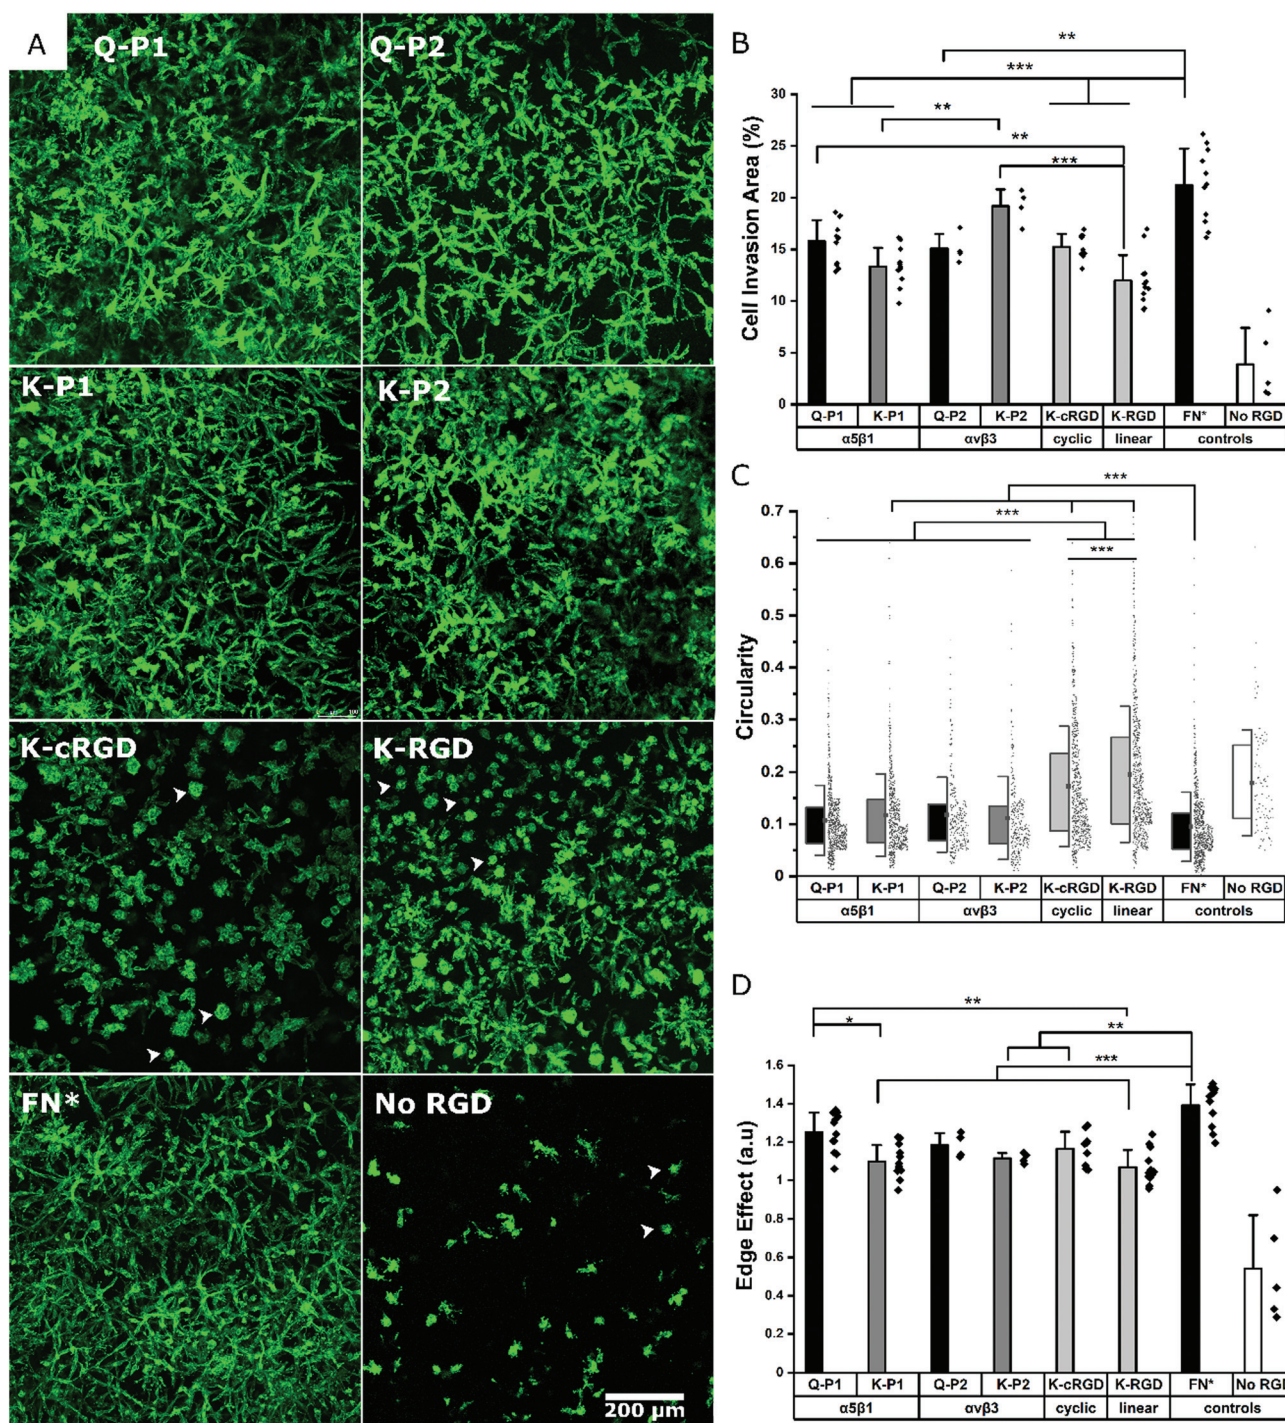 A
Q-P1
Q-P2
K-P1
K-P2
K-cRGD
K-RGD
FN*
No RGD
200 µm
B
**
***
**
**
***
Cell Invasion Area (%)
30
25
20
15
10
5
0
Q-P1 K-P1 Q-P2 K-P2 K-cRGD K-RGD FN* No RGD
α5β1 αvβ3 cyclic linear controls
C
***
***
***
Circularity
0.7
0.6
0.5
0.4
0.3
0.2
0.1
0
Q-P1 K-P1 Q-P2 K-P2 K-cRGD K-RGD FN* No RGD
α5β1 αvβ3 cyclic linear controls
D
**
*
**
***
Edge Effect (a.u)
1.6
1.4
1.2
1
0.8
0.6
0.4
0.2
0
Q-P1 K-P1 Q-P2 K-P2 K-cRGD K-RGD FN* No RGD
α5β1 αvβ3 cyclic linear controls